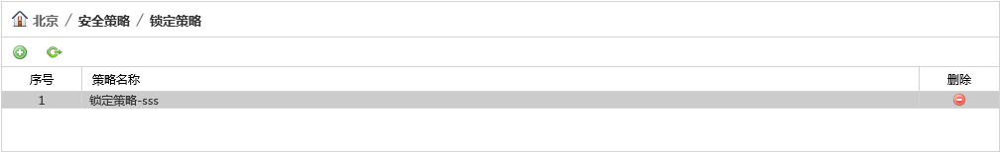 北京 / 安全策略 / 锁定策略
序号 策略名称 删除
1 锁定策略-sss